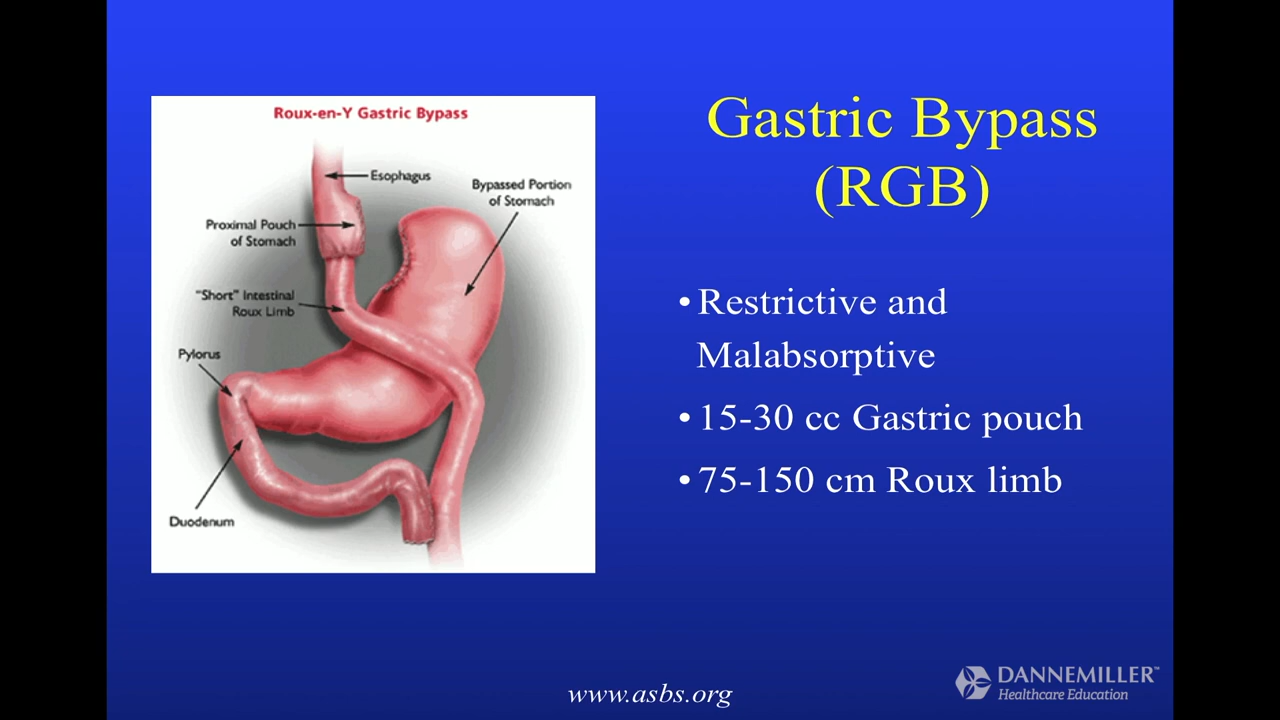 Roux-en-Y Gastric Bypass
Esophagus
Bypassed Portion
of Stomach
Proximal Pouch
of Stomach
"Short" Intestinal
Roux Limb
Pylorus
Duodenum
Gastric Bypass
(RGB)
• Restrictive and
Malabsorptive
• 15-30 cc Gastric pouch
• 75-150 cm Roux limb
www.asbs.org
DANNEMILLER™
Healthcare Education